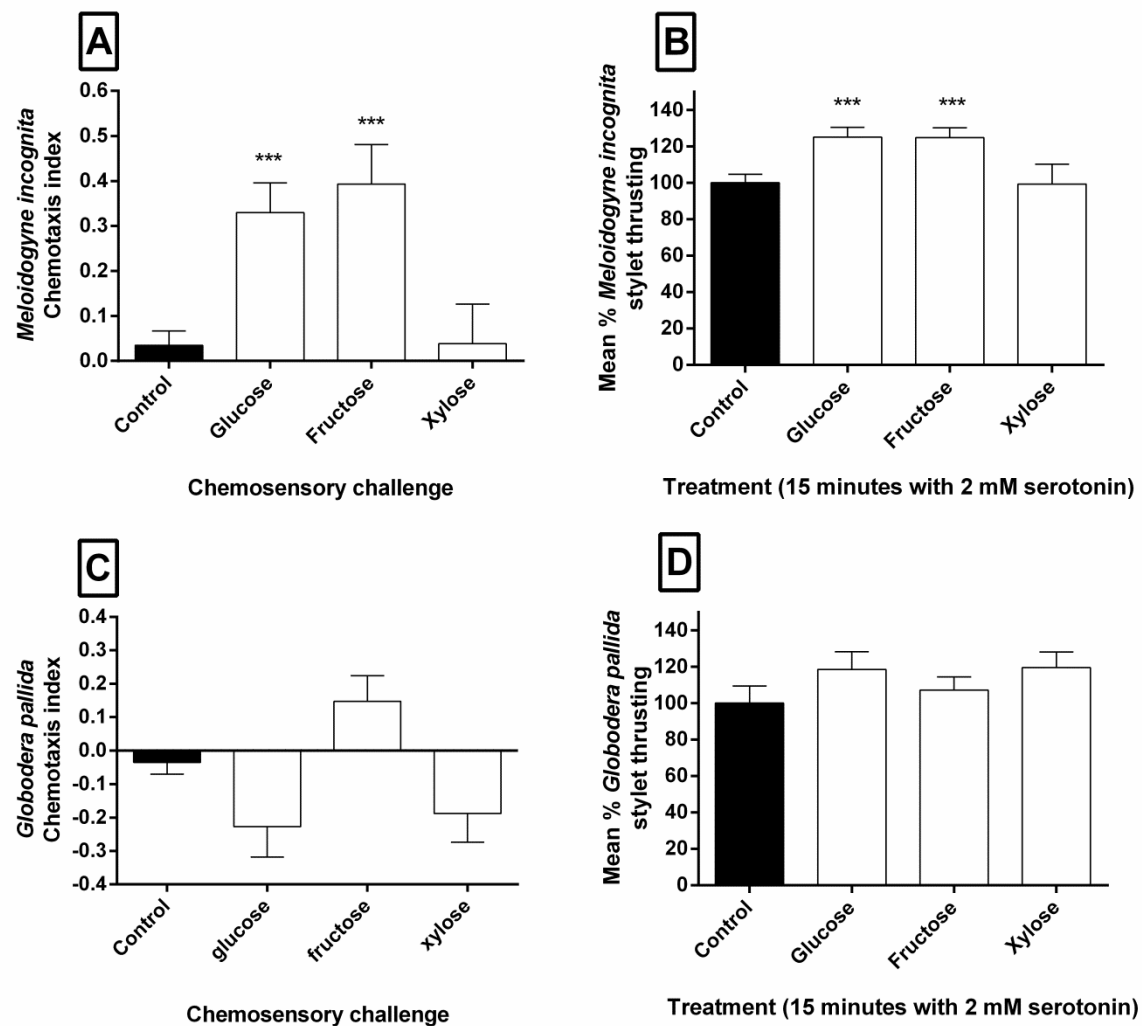 A
Meloidogyne incognita
Chemotaxis index
0.6
0.5
0.4
0.3
0.2
0.1
0.0
***
***
Control
Glucose
Fructose
Xylose
Chemosensory challenge
B
Mean % Meloidogyne incognita
stylet thrusting
140
120
100
80
60
40
20
0
***
***
Control
Glucose
Fructose
Xylose
Treatment (15 minutes with 2 mM serotonin)
C
Globodera pallida
Chemotaxis index
0.4
0.3
0.2
0.1
0.0
-0.1
-0.2
-0.3
-0.4
Control
glucose
fructose
xylose
Chemosensory challenge
D
Mean % Globodera pallida
stylet thrusting
140
120
100
80
60
40
20
0
Control
Glucose
Fructose
Xylose
Treatment (15 minutes with 2 mM serotonin)